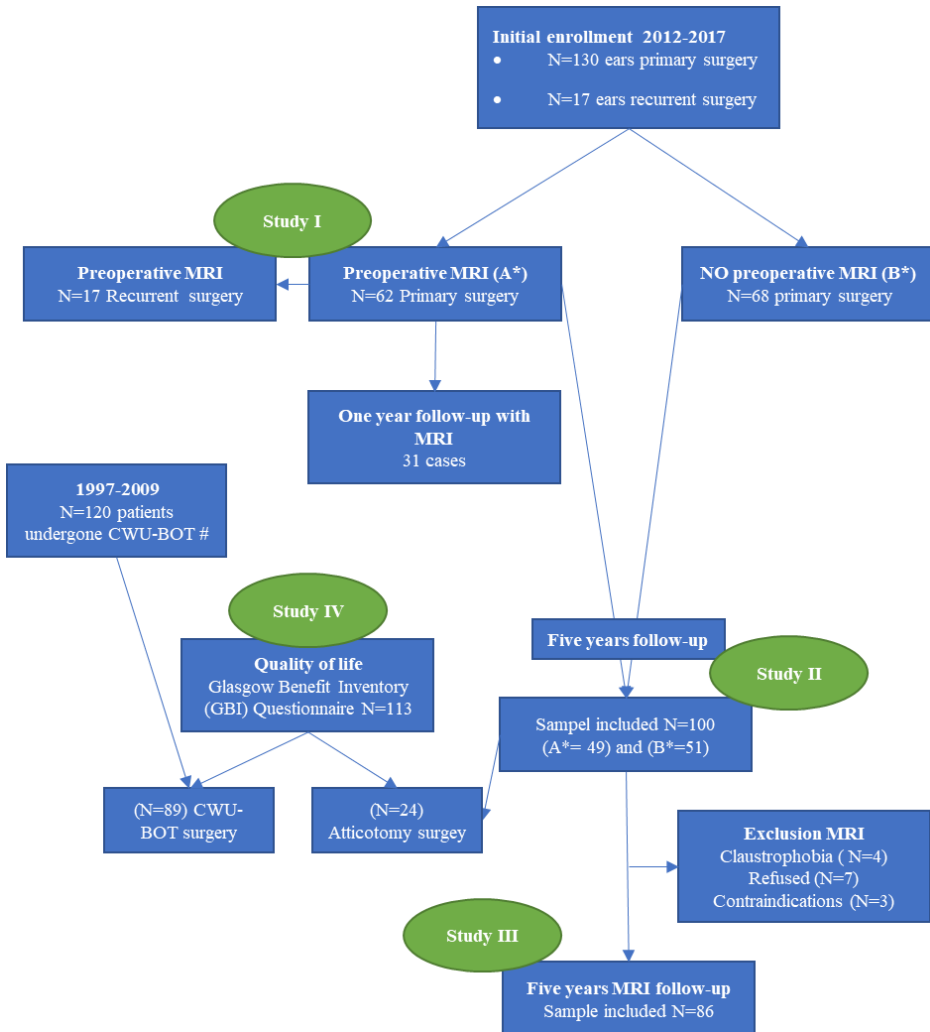 Initial enrollment 2012-2017
• N=130 ears primary surgery
• N=17 ears recurrent surgery
Study I
Preoperative MRI
N=17 Recurrent surgery
Preoperative MRI (A*)
N=62 Primary surgery
NO preoperative MRI (B*)
N=68 primary surgery
One year follow-up with
MRI
31 cases
1997-2009
N=120 patients
undergone CWU-BOT #
Study IV
Quality of life
Glasgow Benefit Inventory
(GBI) Questionnaire N=113
Five years follow-up
Study II
Sampel included N=100
(A*= 49) and (B*=51)
(N=89) CWU-
BOT surgery
(N=24)
Atticotomy surgey
Exclusion MRI
Claustrophobia ( N=4)
Refused (N=7)
Contraindications (N=3)
Study III
Five years MRI follow-up
Sample included N=86